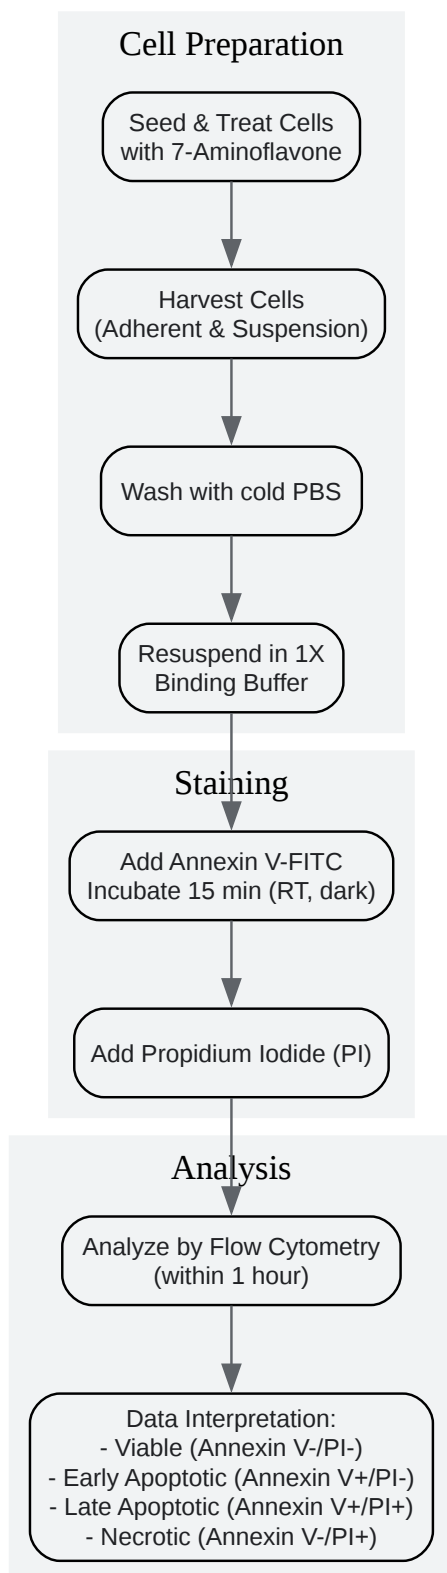 Cell Preparation
Seed & Treat Cells
with 7-Aminoflavone
Harvest Cells
(Adherent & Suspension)
Wash with cold PBS
Resuspend in 1X
Binding Buffer
Staining
Add Annexin V-FITC
Incubate 15 min (RT, dark)
Add Propidium Iodide (PI)
Analysis
Analyze by Flow Cytometry
(within 1 hour)
Data Interpretation:
- Viable (Annexin V-/PI-)
- Early Apoptotic (Annexin V+/PI-)
- Late Apoptotic (Annexin V+/PI+)
- Necrotic (Annexin V-/PI+)